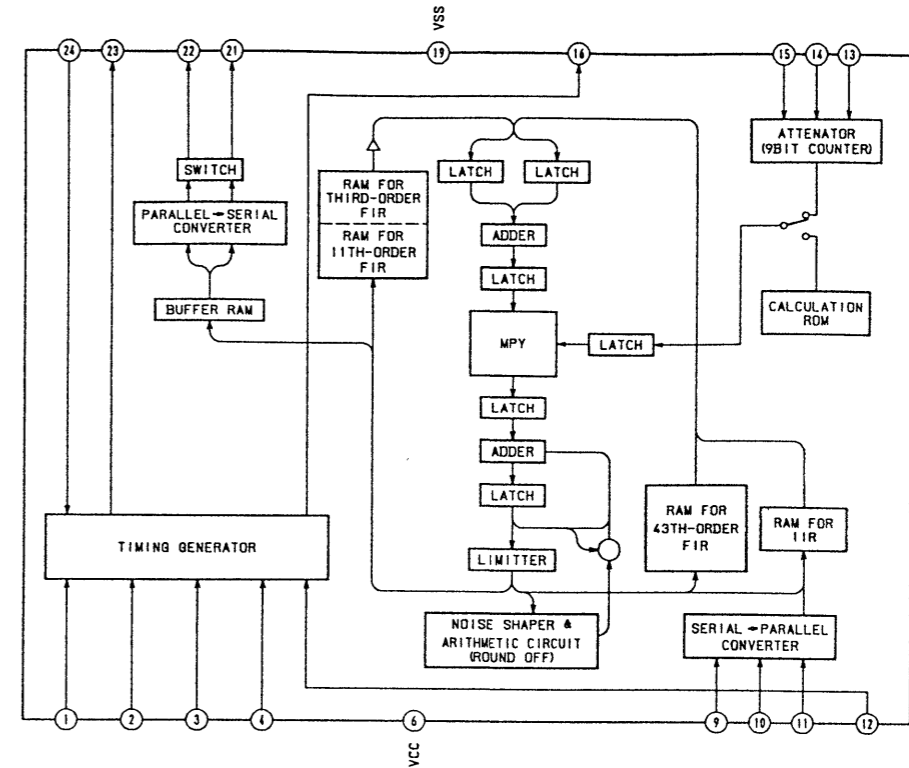 VSS
24 23 22 21 19 16 15 14 13
ATTENATOR
(9BIT COUNTER)
SWITCH
LATCH LATCH
RAM FOR
THIRD-ORDER
FIR
PARALLEL → SERIAL
CONVERTER
RAM FOR
11TH-ORDER
FIR
ADDER
LATCH
BUFFER RAM
CALCULATION
ROM
MPY
LATCH
LATCH
ADDER
LATCH
RAM FOR
43TH-ORDER
FIR
RAM FOR
IIR
TIMING GENERATOR
LIMITTER
NOISE SHAPER &
ARITHMETIC CIRCUIT
(ROUND OFF)
SERIAL → PARALLEL
CONVERTER
1 2 3 4 6 9 10 11 12
VCC